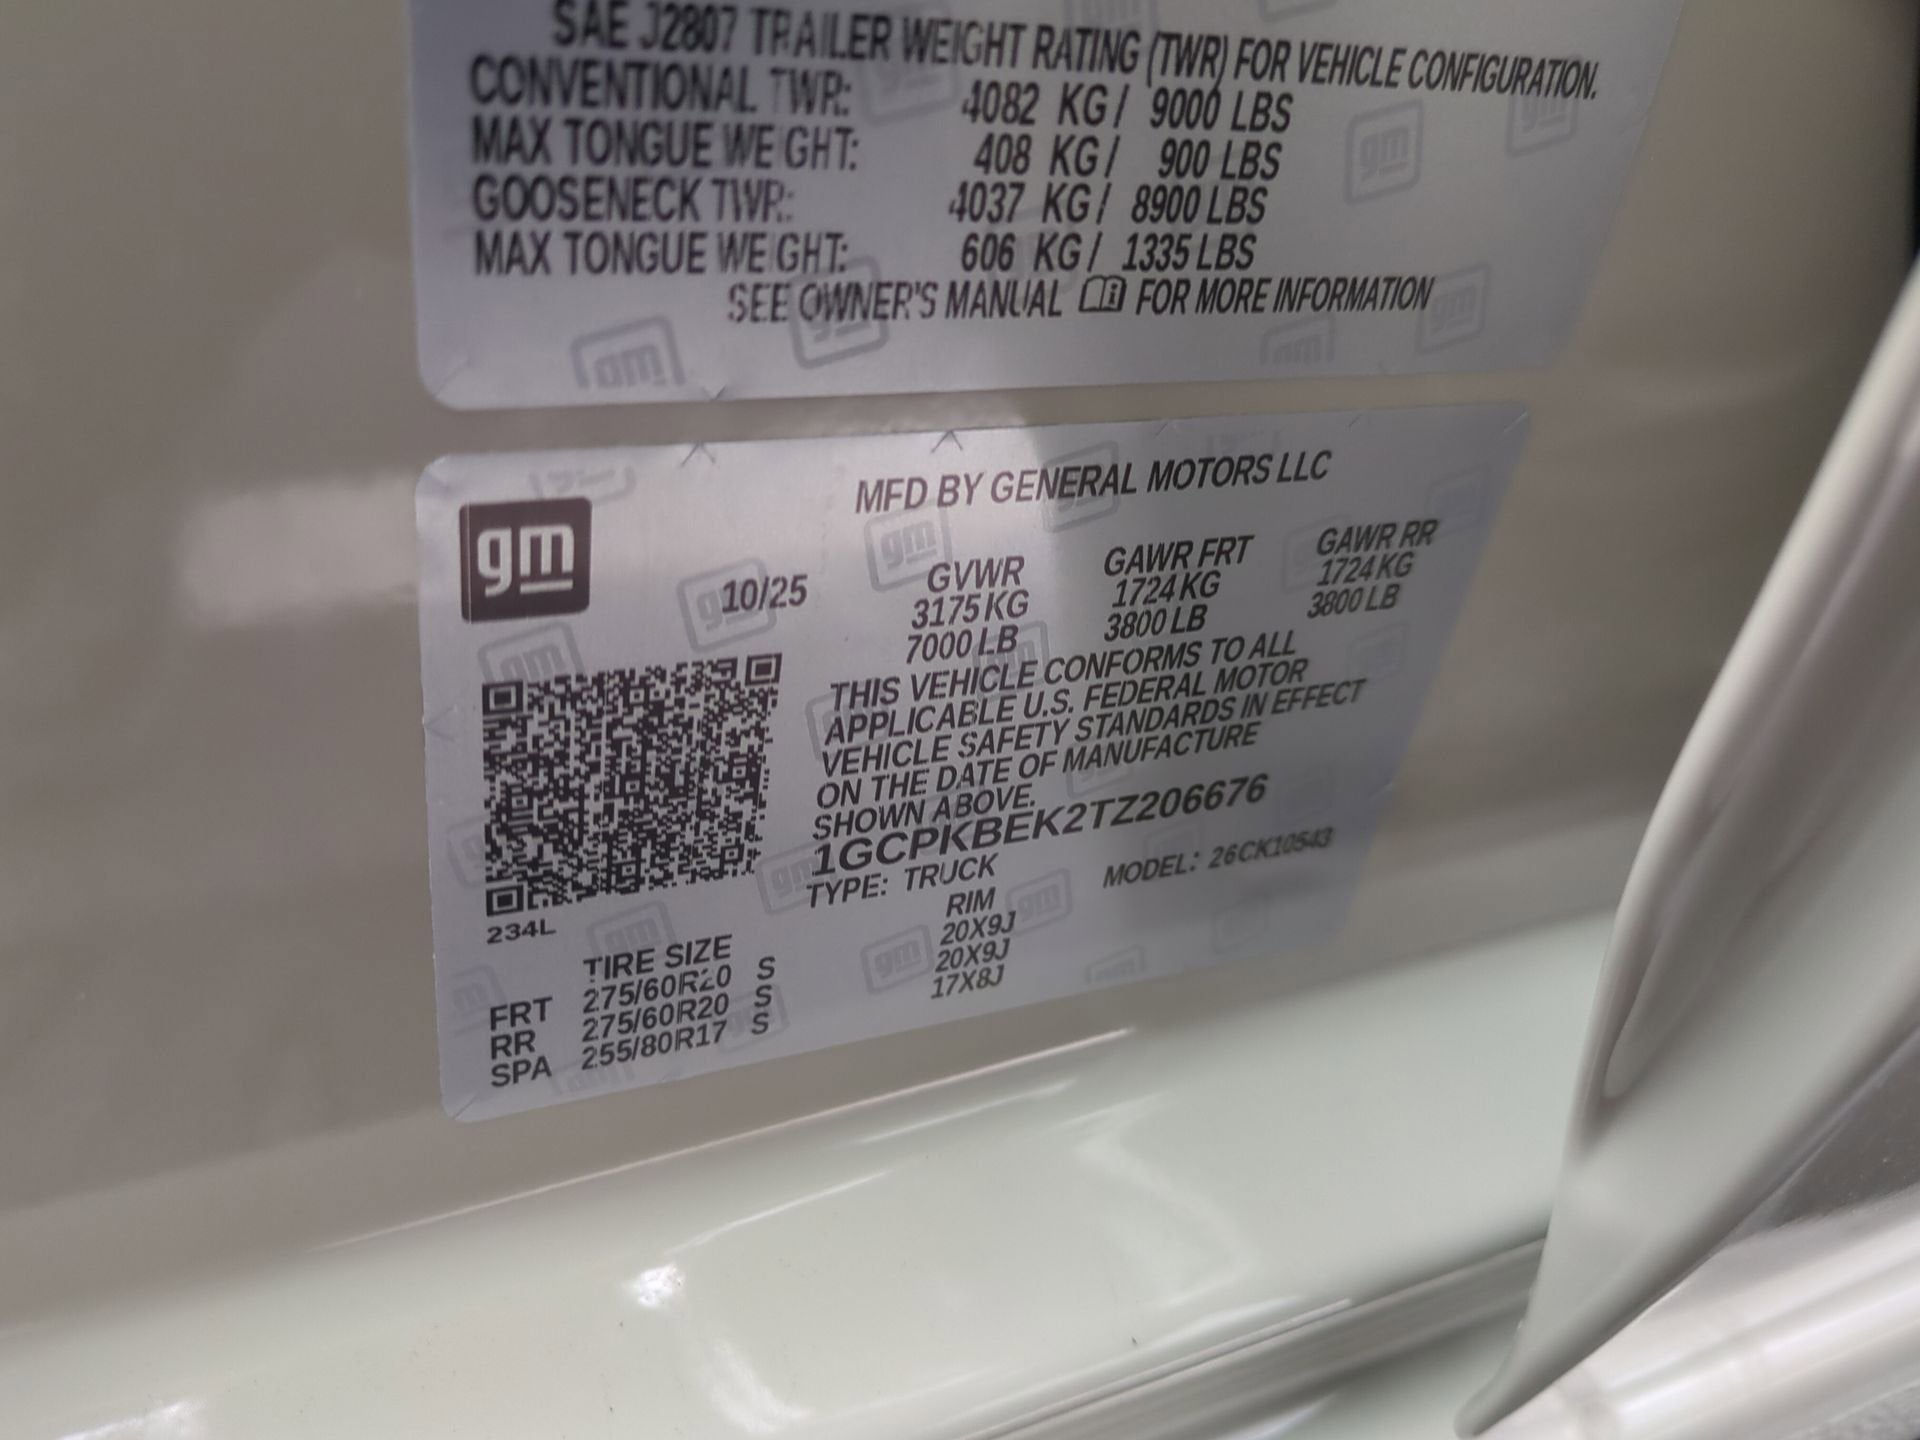 SAE J2807 TRAILER WEIGHT RATING (TWR) FOR VEHICLE CONFIGURATION.
CONVENTIONAL TWR: 4082 KG / 9000 LBS
MAX TONGUE WEIGHT: 408 KG / 900 LBS
GOOSENECK TWR: 4037 KG / 8900 LBS
MAX TONGUE WEIGHT: 606 KG / 1335 LBS
SEE OWNER'S MANUAL FOR MORE INFORMATION
gm
MFD BY GENERAL MOTORS LLC
10/25 GVWR GAWR FRT GAWR RR
3175 KG 1724 KG 1724 KG
7000 LB 3800 LB 3800 LB
THIS VEHICLE CONFORMS TO ALL
APPLICABLE U.S. FEDERAL MOTOR
VEHICLE SAFETY STANDARDS IN EFFECT
ON THE DATE OF MANUFACTURE
SHOWN ABOVE.
1GCPKBEK2TZ206676
TYPE: TRUCK MODEL: 26CK10543
234L
TIRE SIZE RIM
FRT 275/60R20 S 20X9J
RR 275/60R20 S 20X9J
SPA 255/80R17 S 17X8J